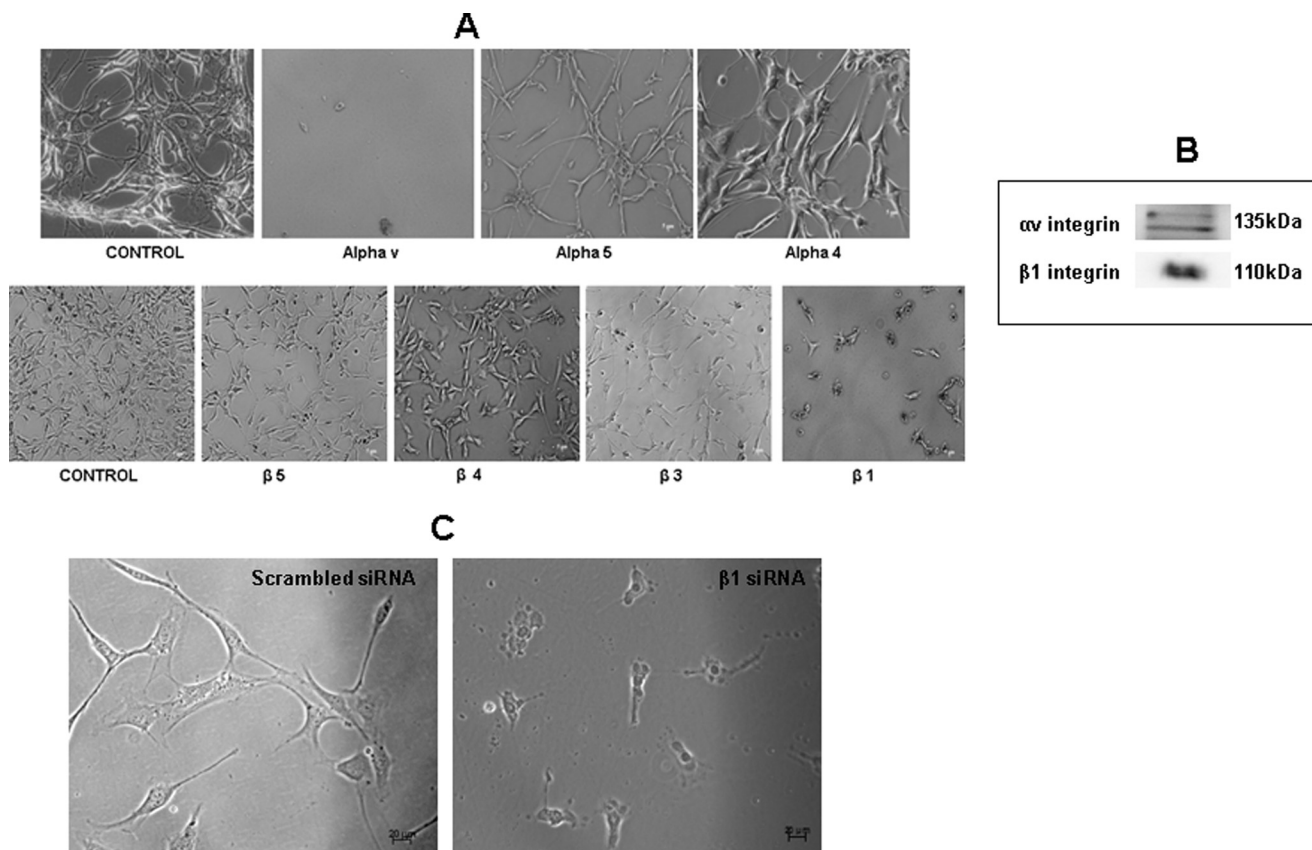 A
CONTROL Alpha v Alpha 5 Alpha 4
CONTROL β 5 β 4 β 3 β 1
B
αv integrin 135kDa
β1 integrin 110kDa
C
Scrambled siRNA β1 siRNA
20 µm